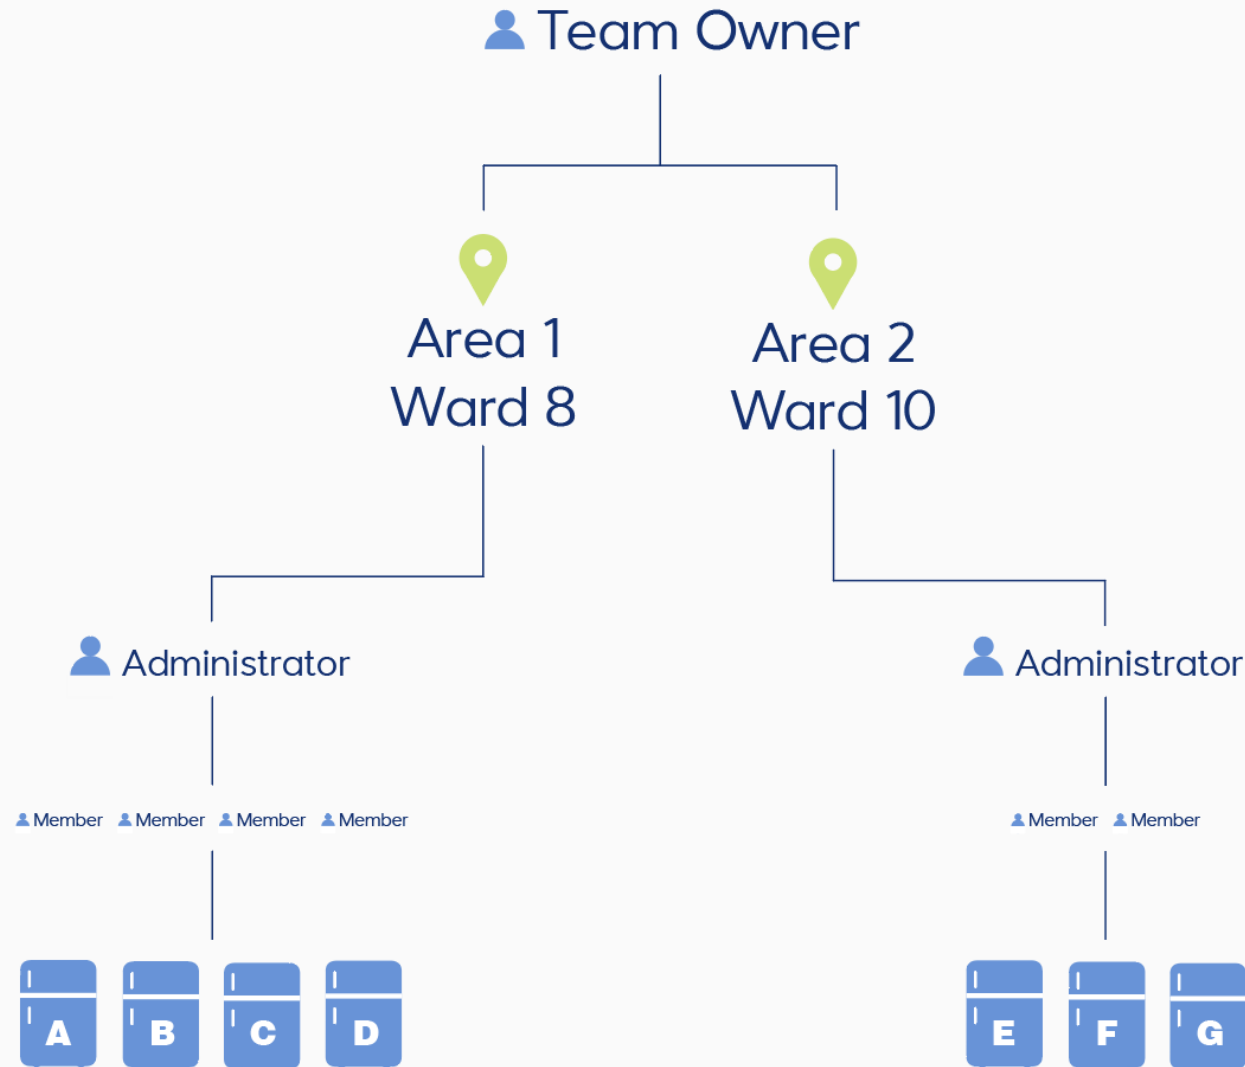 Team Owner
Area 1
Ward 8
Area 2
Ward 10
Administrator
Administrator
Member Member Member Member
Member Member
A B C D
E F G